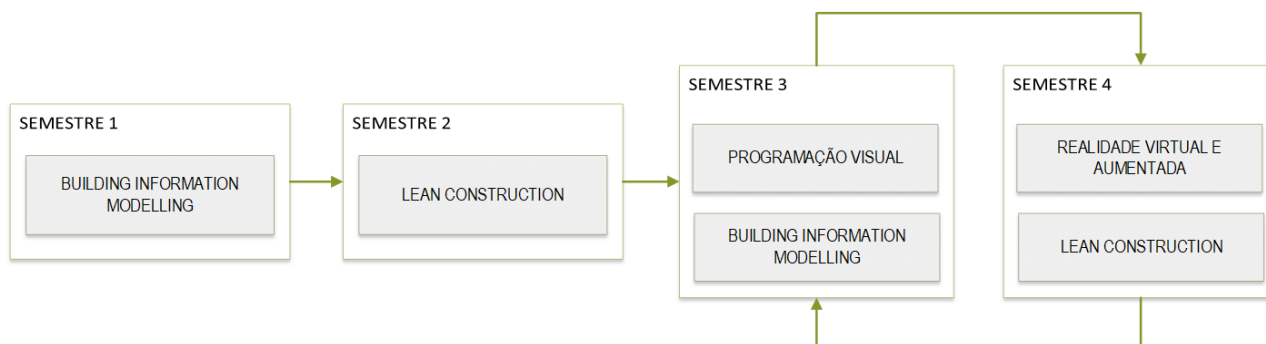 SEMESTRE 1
BUILDING INFORMATION
MODELLING
SEMESTRE 2
LEAN CONSTRUCTION
SEMESTRE 3
PROGRAMAÇÃO VISUAL
BUILDING INFORMATION
MODELLING
SEMESTRE 4
REALIDADE VIRTUAL E
AUMENTADA
LEAN CONSTRUCTION